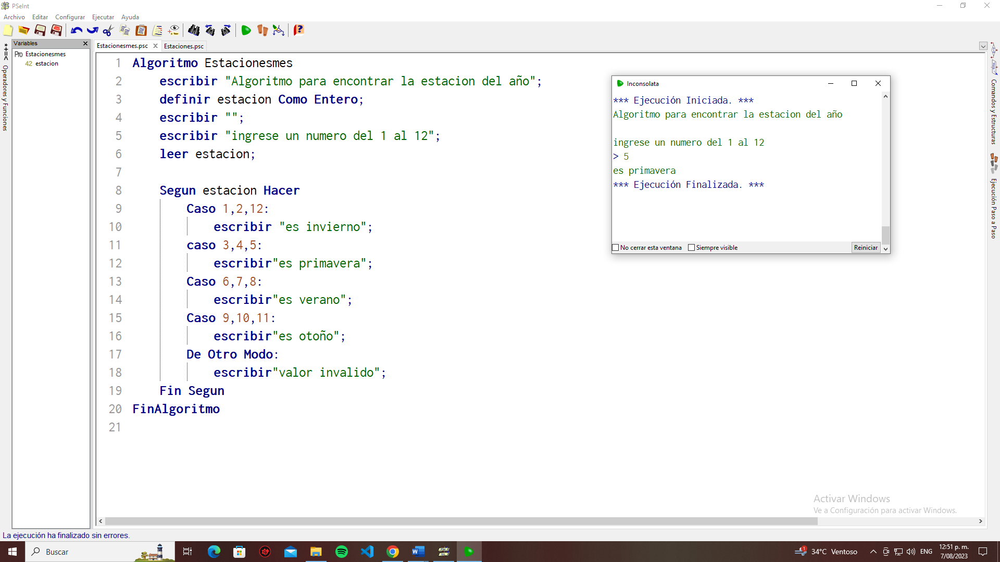 PSeInt
Archivo Editar Configurar Ejecutar Ayuda
Variables
Pro Estacionesmes
42 estacion
*+=< Operadores y Funciones
Estacionesmes.psc
Estaciones.psc
1 Algoritmo Estacionesmes
2 escribir "Algoritmo para encontrar la estacion del año";
3 definir estacion Como Entero;
4 escribir "";
5 escribir "ingrese un numero del 1 al 12";
6 leer estacion;
7
8 Segun estacion Hacer
9 Caso 1,2,12:
10 escribir "es invierno";
11 caso 3,4,5:
12 escribir"es primavera";
13 Caso 6,7,8:
14 escribir"es verano";
15 Caso 9,10,11:
16 escribir"es otoño";
17 De Otro Modo:
18 escribir"valor invalido";
19 Fin Segun
20 FinAlgoritmo
21
Inconsolata
*** Ejecución Iniciada. ***
Algoritmo para encontrar la estacion del año
ingrese un numero del 1 al 12
> 5
es primavera
*** Ejecución Finalizada. ***
No cerrar esta ventana
Siempre visible
Reiniciar
Comandos y Estructuras
Ejecución Paso a Paso
Activar Windows
Ve a Configuración para activar Windows.
La ejecución ha finalizado sin errores.
Buscar
1
34°C Ventoso
ENG
12:51 p. m.
7/08/2023